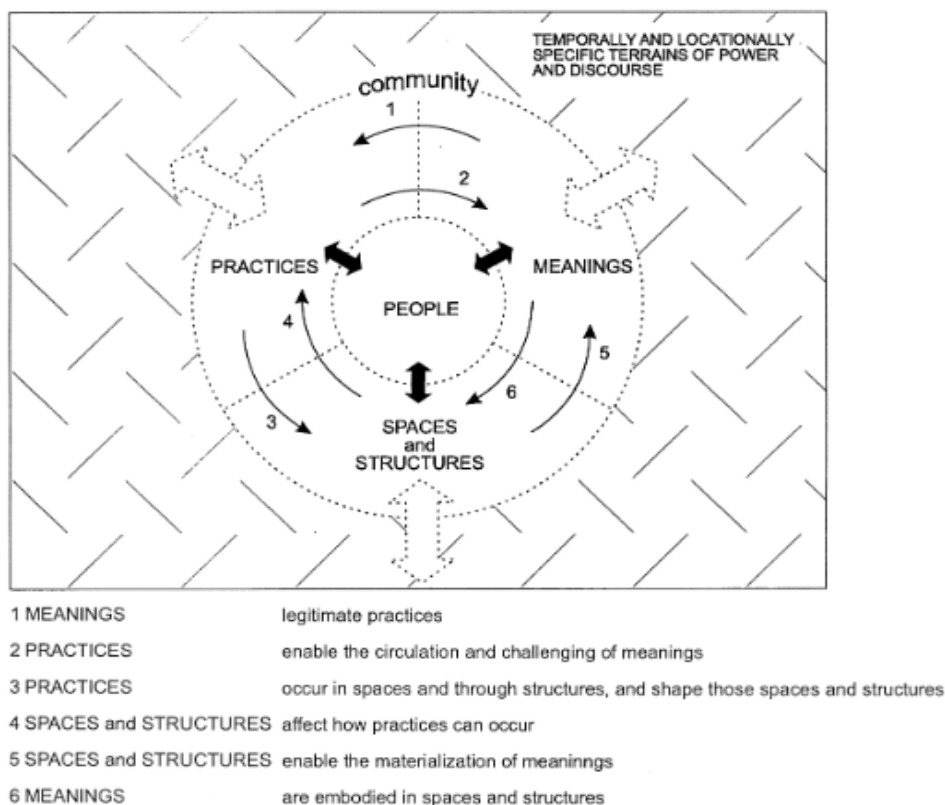 TEMPORALLY AND LOCATIONALLY
SPECIFIC TERRAINS OF POWER
AND DISCOURSE
community
1
2
PRACTICES
MEANINGS
PEOPLE
4
5
6
3
SPACES
and
STRUCTURES
1 MEANINGS legitimate practices
2 PRACTICES enable the circulation and challenging of meanings
3 PRACTICES occur in spaces and through structures, and shape those spaces and structures
4 SPACES and STRUCTURES affect how practices can occur
5 SPACES and STRUCTURES enable the materialization of meaninngs
6 MEANINGS are embodied in spaces and structures